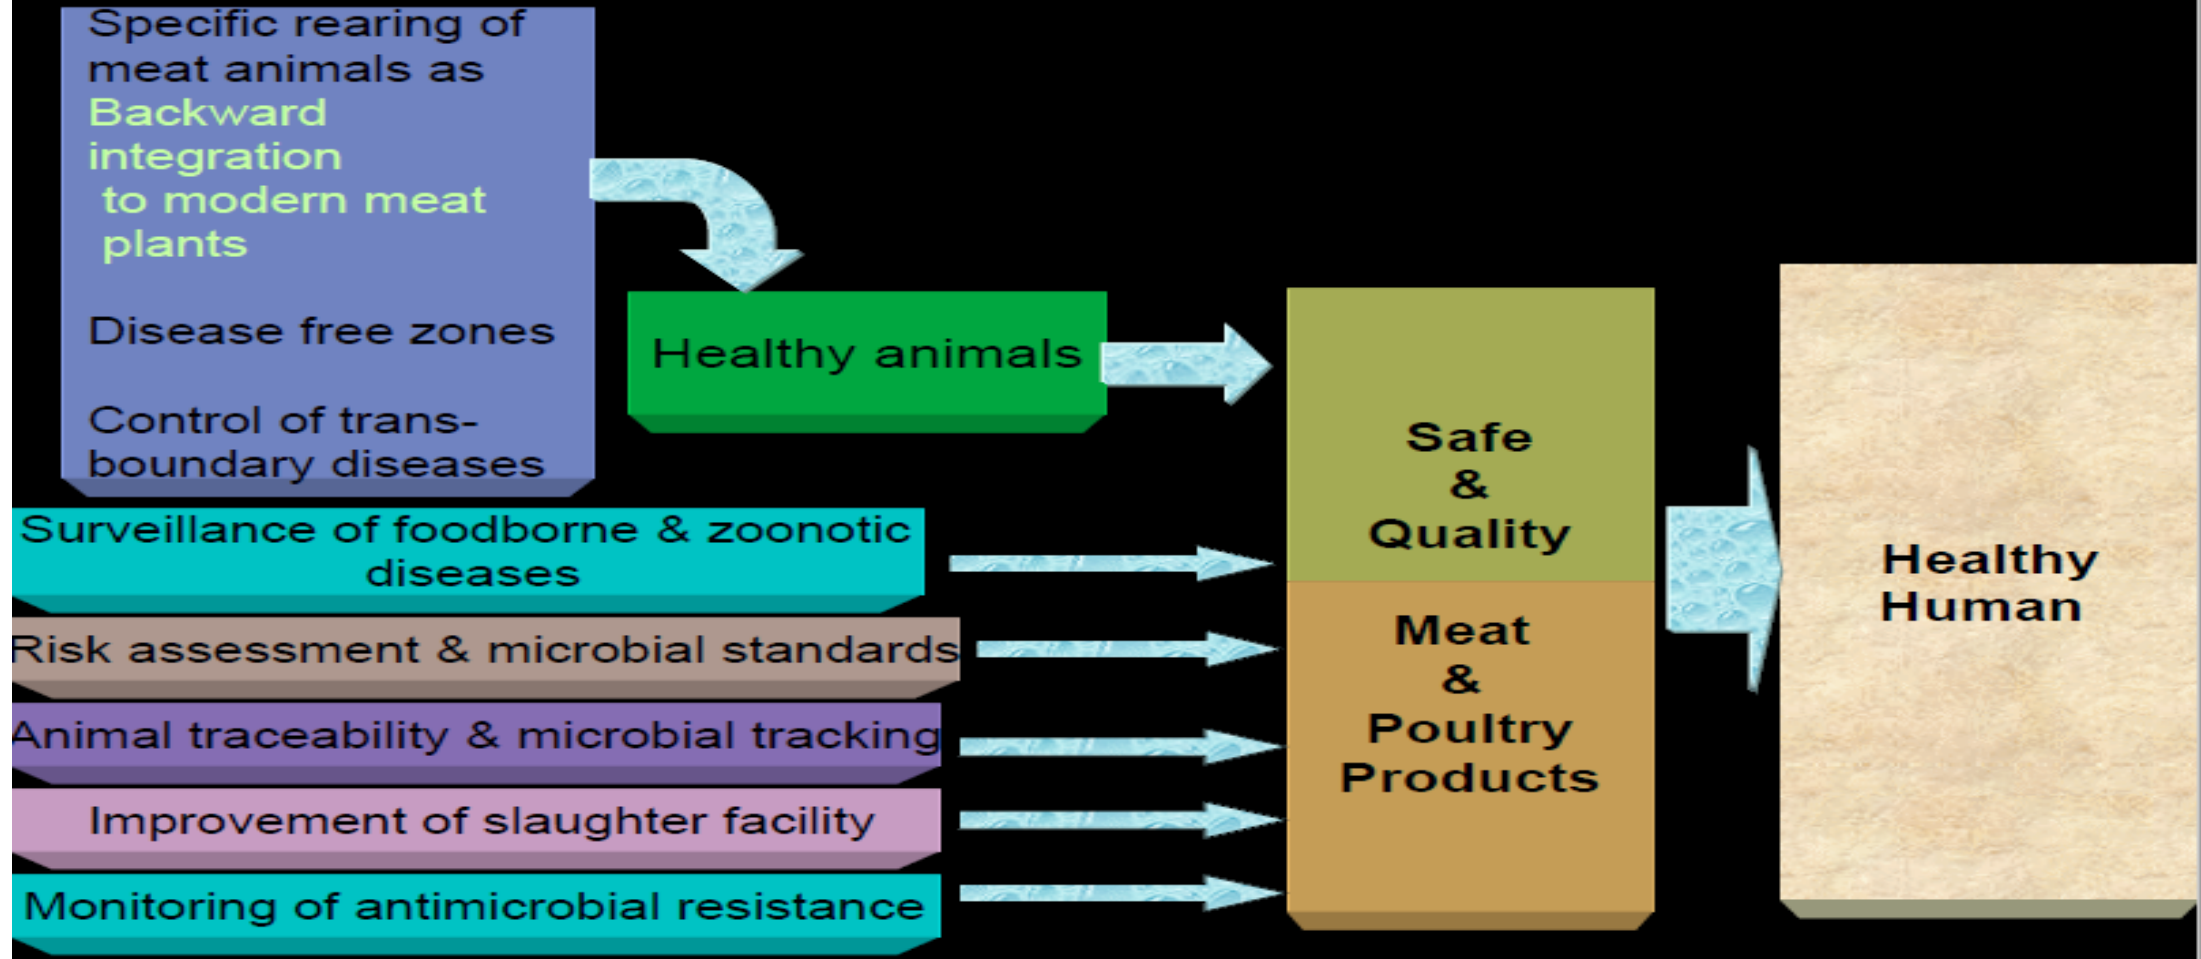 Specific rearing of
meat animals as
Backward
integration
to modern meat
plants
Disease free zones
Control of trans-
boundary diseases
Healthy animals
Surveillance of foodborne & zoonotic
diseases
Risk assessment & microbial standards
Animal traceability & microbial tracking
Improvement of slaughter facility
Monitoring of antimicrobial resistance
Safe
&
Quality
Meat
&
Poultry
Products
Healthy
Human